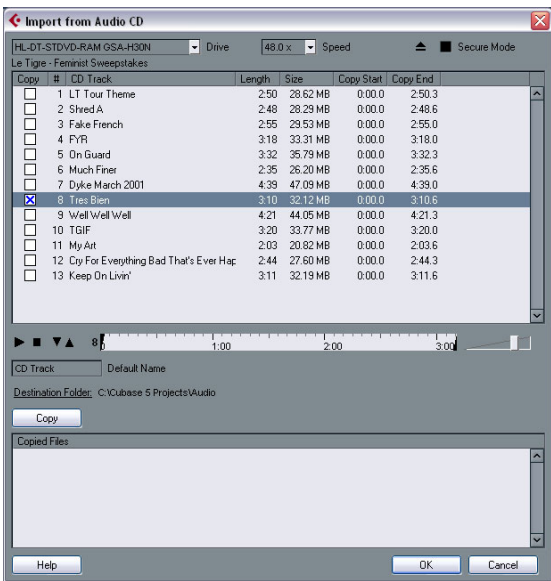 Import from Audio CD
HL-DT-STDVD-RAM GSA-H30N Drive 48.0 x Speed Secure Mode
Le Tigre - Feminist Sweepstakes
Copy # CD Track Length Size Copy Start Copy End
1 LT Tour Theme 2:50 28.62 MB 0:00.0 2:50.3
2 Shred A 2:48 28.29 MB 0:00.0 2:48.6
3 Fake French 2:55 29.53 MB 0:00.0 2:55.0
4 FYR 3:18 33.31 MB 0:00.0 3:18.0
5 On Guard 3:32 35.79 MB 0:00.0 3:32.3
6 Much Finer 2:35 26.20 MB 0:00.0 2:35.6
7 Dyke March 2001 4:39 47.09 MB 0:00.0 4:39.0
8 Tres Bien 3:10 32.12 MB 0:00.0 3:10.6
9 Well Well Well 4:21 44.05 MB 0:00.0 4:21.3
10 TGIF 3:20 33.77 MB 0:00.0 3:20.0
11 My Art 2:03 20.82 MB 0:00.0 2:03.6
12 Cry For Everything Bad That's Ever Hap 2:44 27.60 MB 0:00.0 2:44.3
13 Keep On Livin' 3:11 32.19 MB 0:00.0 3:11.6
8 1:00 2:00 3:00
CD Track Default Name
Destination Folder: C:\Cubase 5 Projects\Audio
Copy
Copied Files
Help OK Cancel